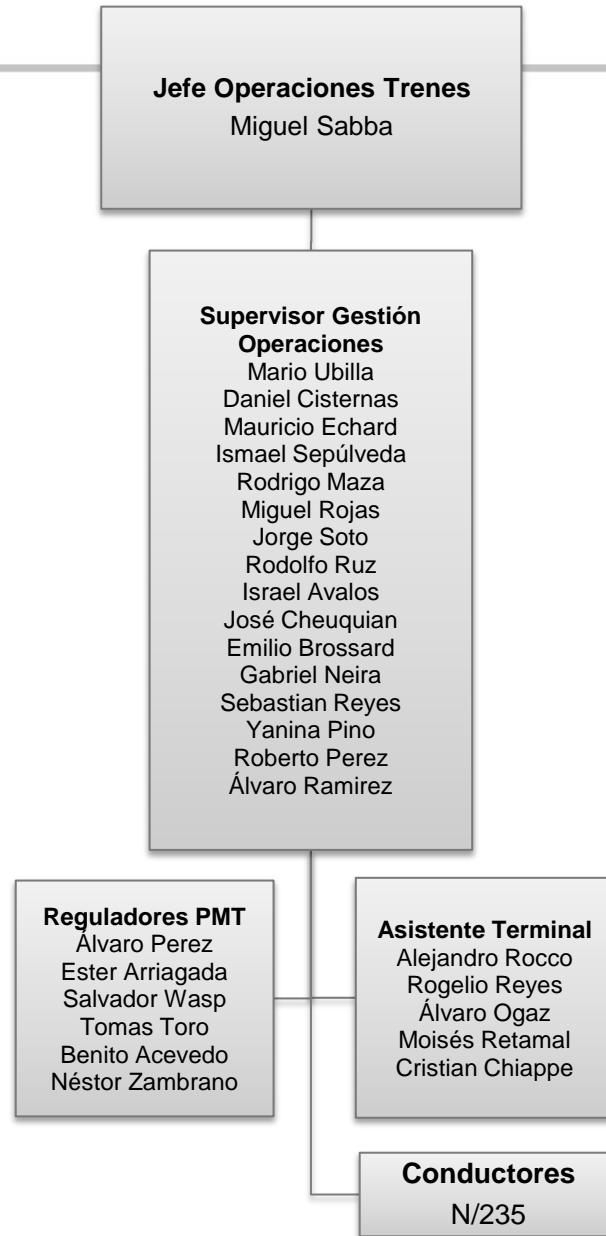 Jefe Operaciones Trenes
Miguel Sabba
Supervisor Gestión
Operaciones
Mario Ubilla
Daniel Cisternas
Mauricio Echard
Ismael Sepúlveda
Rodrigo Maza
Miguel Rojas
Jorge Soto
Rodolfo Ruz
Israel Avalos
José Cheuquian
Emilio Brossard
Gabriel Neira
Sebastian Reyes
Yanina Pino
Roberto Perez
Álvaro Ramirez
Reguladores PMT
Álvaro Perez
Ester Arriagada
Salvador Wasp
Tomas Toro
Benito Acevedo
Néstor Zambrano
Asistente Terminal
Alejandro Rocco
Rogelio Reyes
Álvaro Ogaz
Moisés Retamal
Cristian Chiappe
Conductores
N/235